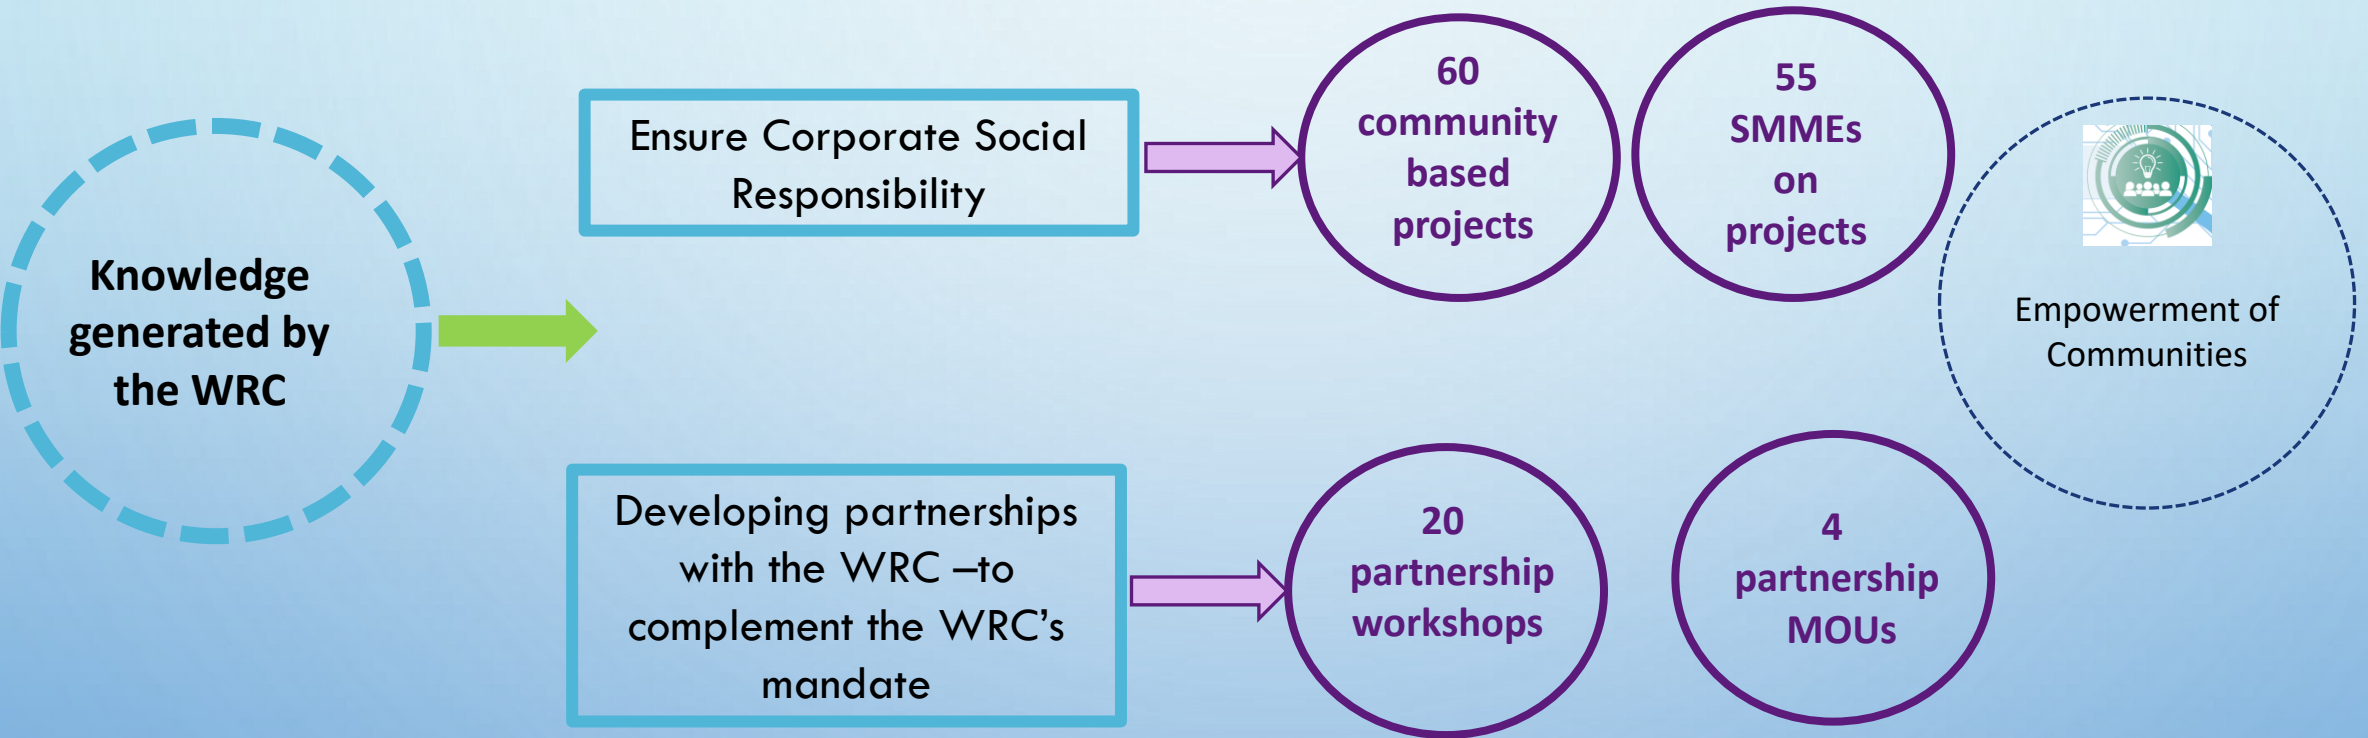 Knowledge
generated by
the WRC
Ensure Corporate Social
Responsibility
60
community
based
projects
55
SMMEs
on
projects
Developing partnerships
with the WRC –to
complement the WRC’s
mandate
20
partnership
workshops
4
partnership
MOUs
Empowerment of
Communities